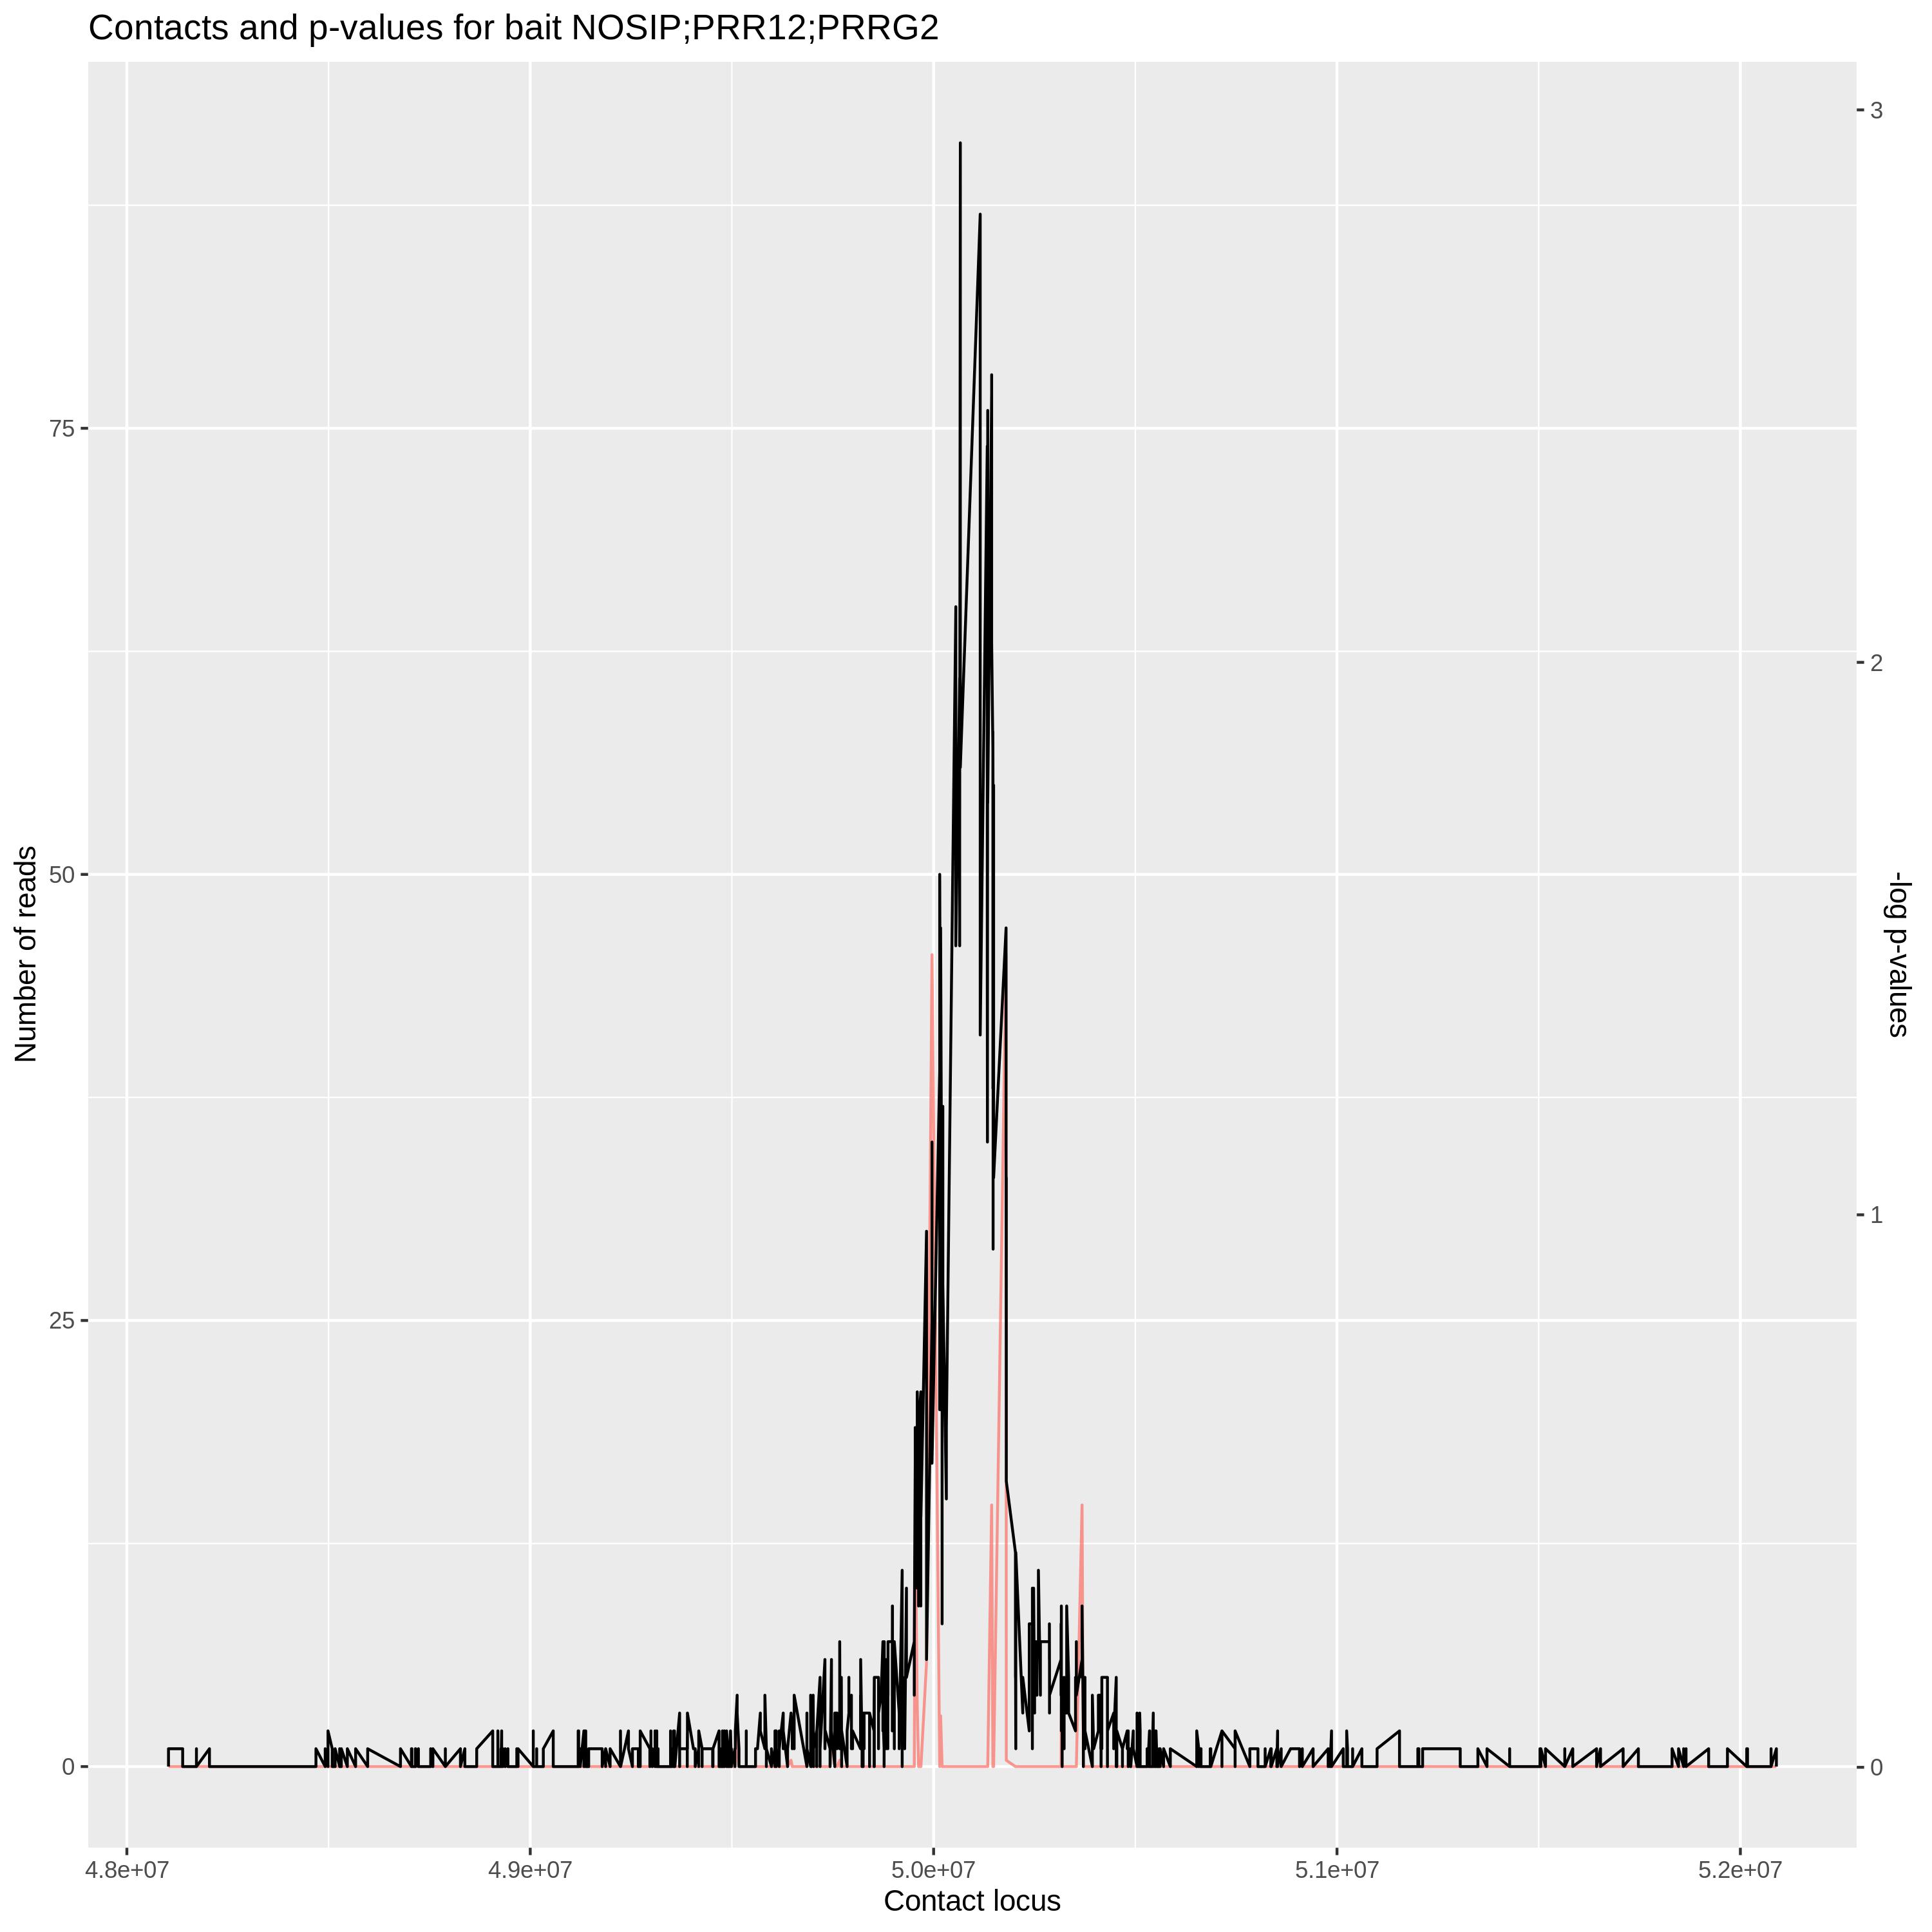 Contacts and p-values for bait NOSIP;PRR12;PRRG2
3
75
2
50
Number of reads
-log p-values
1
25
0
0
4.8e+07
4.9e+07
5.0e+07
5.1e+07
5.2e+07
Contact locus